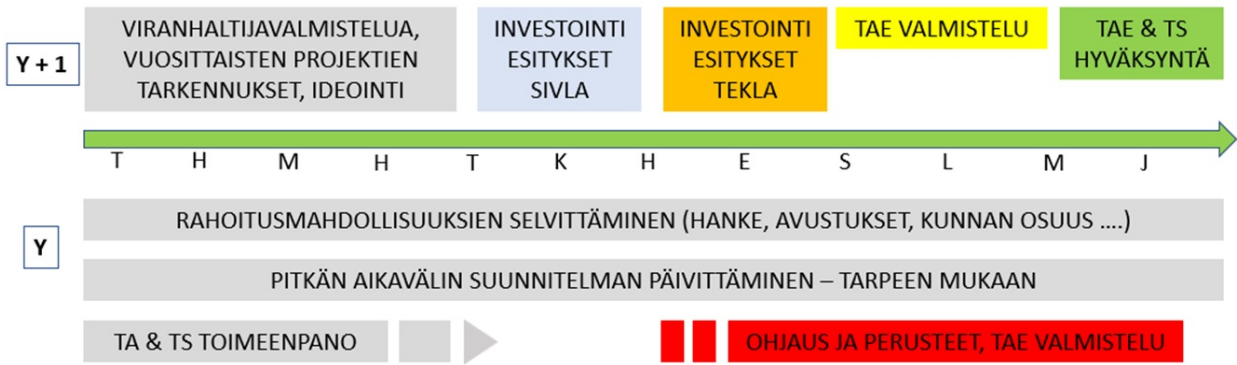 Y + 1
VIRANHALTIJAVALMISTELUA,
VUOSITTAISTEN PROJEKTIEN
TARKENNUKSET, IDEOINTI
INVESTOINTI
ESITYKSET
SIVLA
INVESTOINTI
ESITYKSET
TEKLA
TAE VALMISTELU
TAE & TS
HYVÄKSYNTÄ
T H M H T K H E S L M J
Y
RAHOITUSMAHDOLLISUUKSIEN SELVITTÄMINEN (HANKE, AVUSTUKSET, KUNNAN OSUUS ....)
PITKÄN AIKAVÄLIN SUUNNITELMAN PÄIVITTÄMINEN – TARPEEN MUKAAN
TA & TS TOIMEENPANO
OHJAUS JA PERUSTEET, TAE VALMISTELU